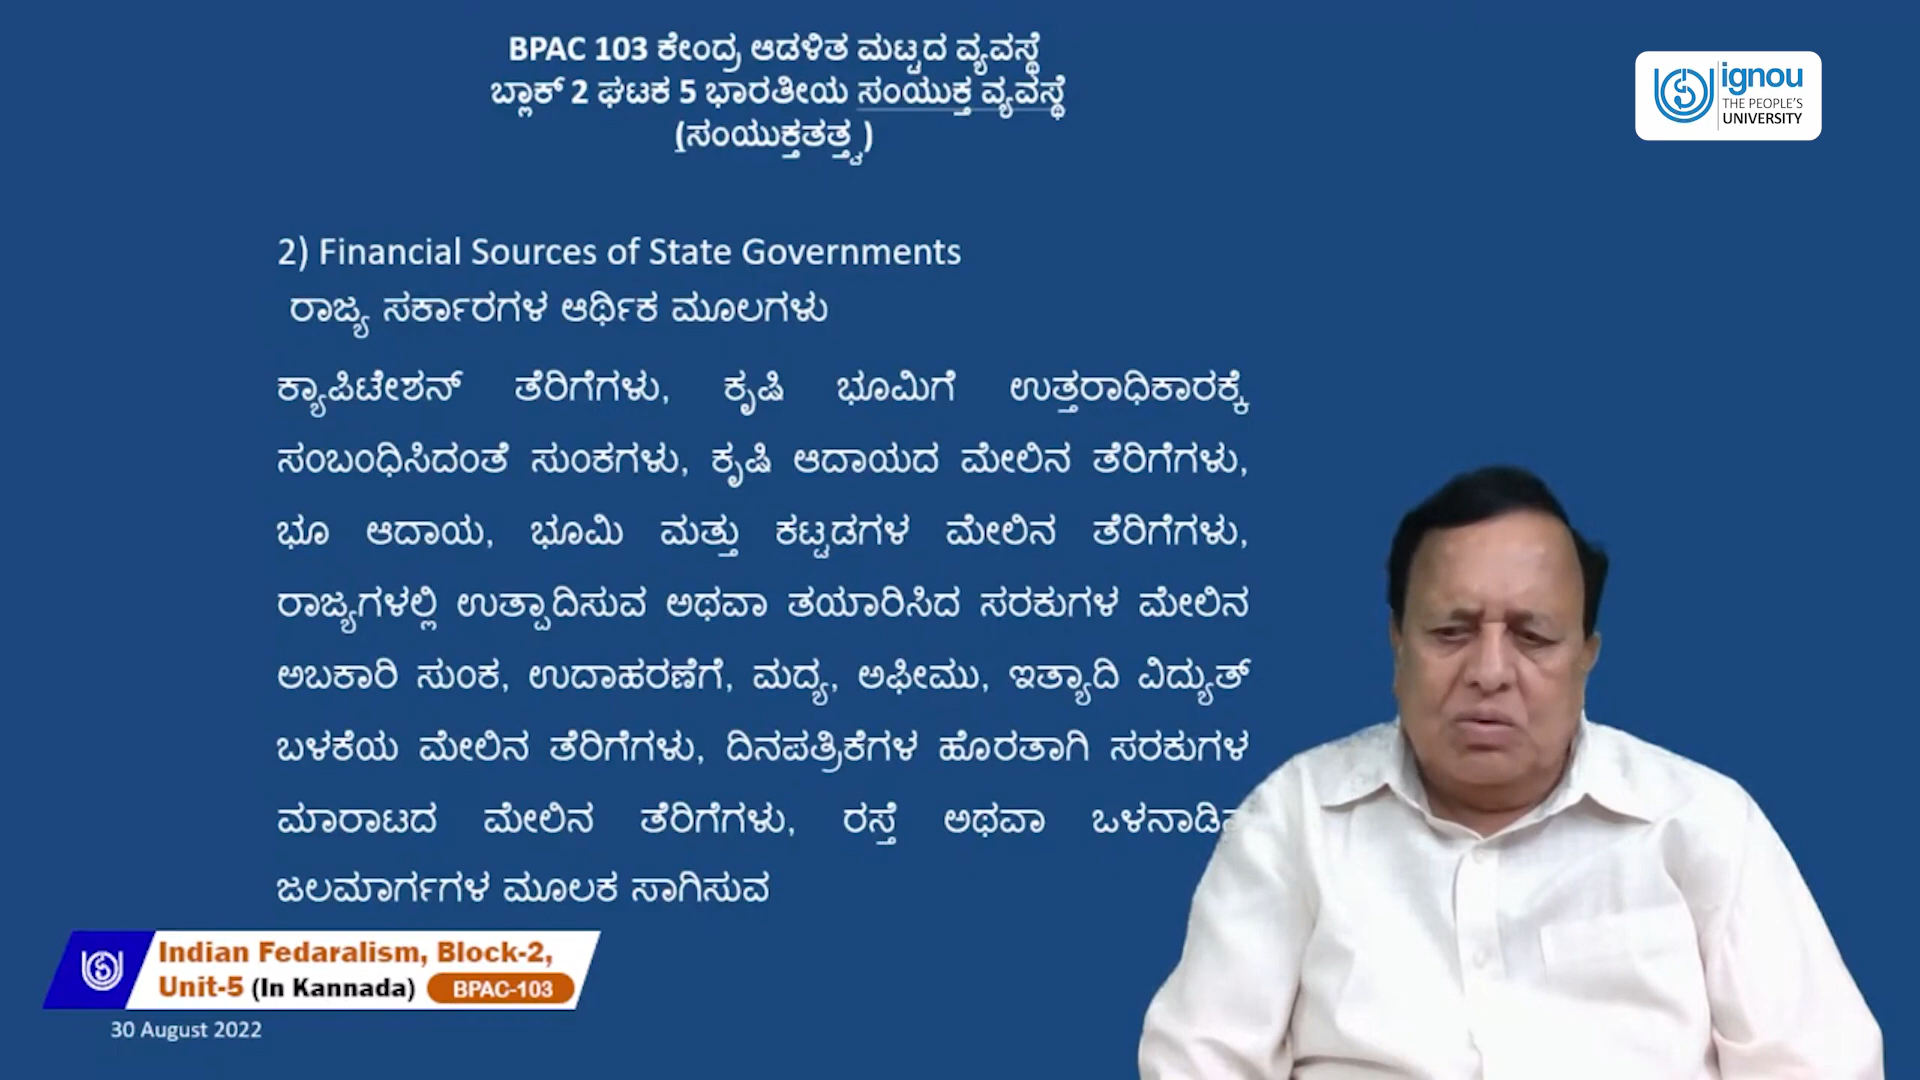 BPAC 103 ಕೇಂದ್ರ ಆಡಳಿತ ಮಟ್ಟದ ವ್ಯವಸ್ಥೆ
ಬ್ಲಾಕ್ 2 ಘಟಕ 5 ಭಾರತೀಯ ಸಂಯುಕ್ತ ವ್ಯವಸ್ಥೆ
(ಸಂಯುಕ್ತತತ್ತ್ವ)
ignou
THE PEOPLE'S
UNIVERSITY
2) Financial Sources of State Governments
ರಾಜ್ಯ ಸರ್ಕಾರಗಳ ಆರ್ಥಿಕ ಮೂಲಗಳು
ಕ್ಯಾಪಿಟೇಶನ್ ತೆರಿಗೆಗಳು, ಕೃಷಿ ಭೂಮಿಗೆ ಉತ್ತರಾಧಿಕಾರಕ್ಕೆ
ಸಂಬಂಧಿಸಿದಂತೆ ಸುಂಕಗಳು, ಕೃಷಿ ಆದಾಯದ ಮೇಲಿನ ತೆರಿಗೆಗಳು,
ಭೂ ಆದಾಯ, ಭೂಮಿ ಮತ್ತು ಕಟ್ಟಡಗಳ ಮೇಲಿನ ತೆರಿಗೆಗಳು,
ರಾಜ್ಯಗಳಲ್ಲಿ ಉತ್ಪಾದಿಸುವ ಅಥವಾ ತಯಾರಿಸಿದ ಸರಕುಗಳ ಮೇಲಿನ
ಅಬಕಾರಿ ಸುಂಕ, ಉದಾಹರಣೆಗೆ, ಮದ್ಯ, ಅಫೀಮು, ಇತ್ಯಾದಿ ವಿದ್ಯುತ್
ಬಳಕೆಯ ಮೇಲಿನ ತೆರಿಗೆಗಳು, ದಿನಪತ್ರಿಕೆಗಳ ಹೊರತಾಗಿ ಸರಕುಗಳ
ಮಾರಾಟದ ಮೇಲಿನ ತೆರಿಗೆಗಳು, ರಸ್ತೆ ಅಥವಾ
ಜಲಮಾರ್ಗಗಳ ಮೂಲಕ ಸಾಗಿಸುವ
Indian Fedaralism, Block-2,
Unit-5 (In Kannada) BPAC-103
30 August 2022